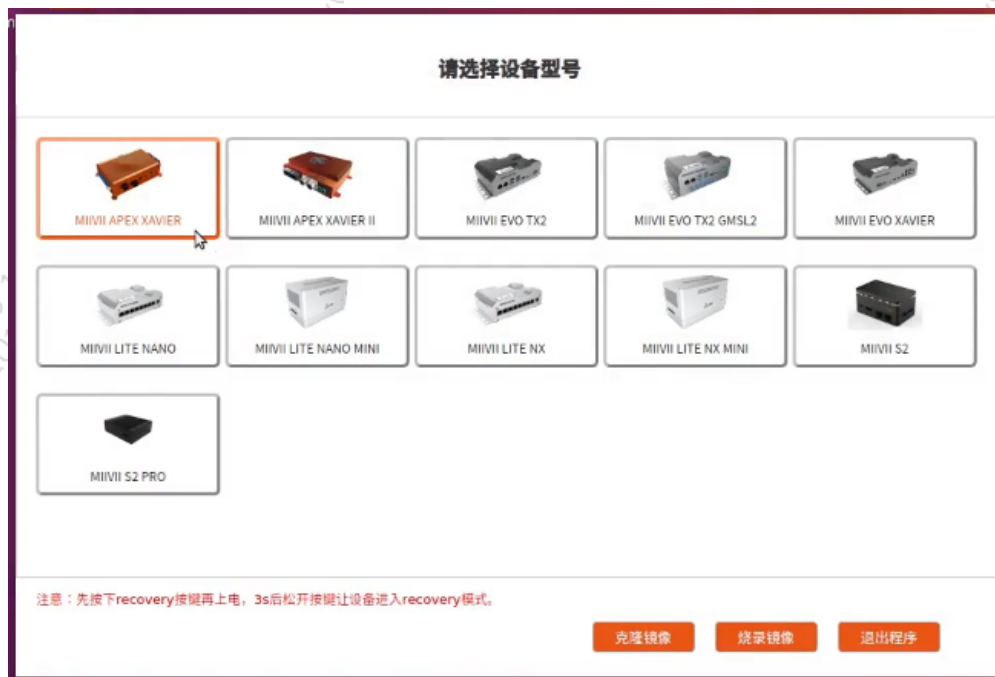 请选择设备型号
MIIVII APEX XAVIER
MIIVII APEX XAVIER II
MIIVII EVO TX2
MIIVII EVO TX2 GMSL2
MIIVII EVO XAVIER
MIIVII LITE NANO
MIIVII LITE NANO MINI
MIIVII LITE NX
MIIVII LITE NX MINI
MIIVII S2
MIIVII S2 PRO
注意：先按下recovery按键再上电，3s后松开按键让设备进入recovery模式。
克隆镜像
烧录镜像
退出程序